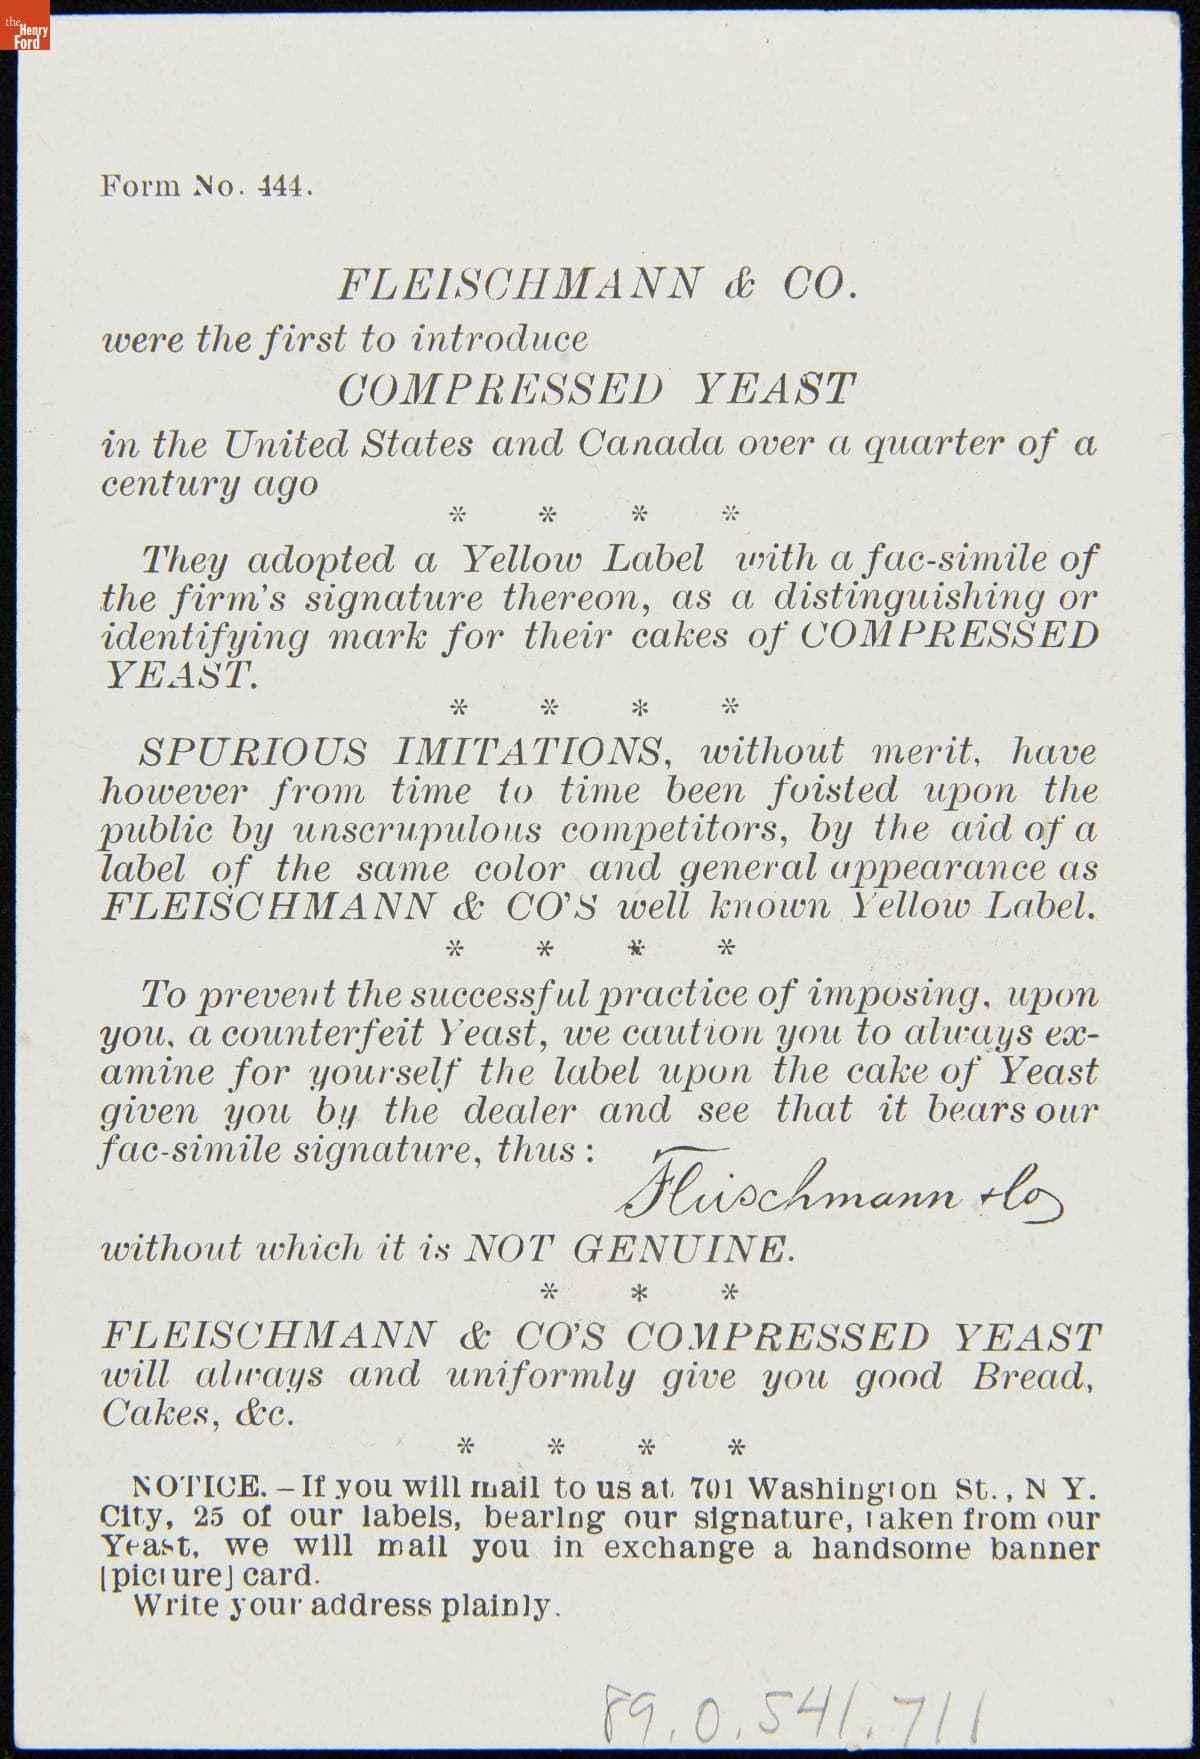 the
Henry
Ford
Form No. 444.
FLEISCHMANN & CO.
were the first to introduce
COMPRESSED YEAST
in the United States and Canada over a quarter of a
century ago
* * * *
They adopted a Yellow Label with a fac-simile of
the firm's signature thereon, as a distinguishing or
identifying mark for their cakes of COMPRESSED
YEAST.
* * * *
SPURIOUS IMITATIONS, without merit, have
however from time to time been foisted upon the
public by unscrupulous competitors, by the aid of a
label of the same color and general appearance as
FLEISCHMANN & CO'S well known Yellow Label.
* * * *
To prevent the successful practice of imposing, upon
you, a counterfeit Yeast, we caution you to always ex-
amine for yourself the label upon the cake of Yeast
given you by the dealer and see that it bears our
fac-simile signature, thus:
Fleischmann & Co
without which it is NOT GENUINE.
* * *
FLEISCHMANN & CO'S COMPRESSED YEAST
will always and uniformly give you good Bread,
Cakes, &c.
* * * *
NOTICE. – If you will mail to us at 701 Washington St., N Y.
City, 25 of our labels, bearing our signature, taken from our
Yeast, we will mail you in exchange a handsome banner
[picture] card.
Write your address plainly.
89.0.541.711